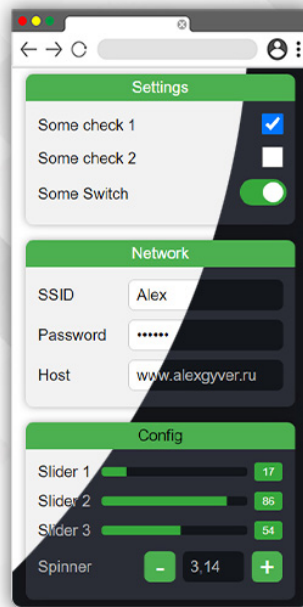 Settings
Some check 1
Some check 2
Some Switch
Network
SSID Alex
Password ••••••
Host www.alexgyver.ru
Config
Slider 1 17
Slider 2 86
Slider 3 54
Spinner - 3,14 +